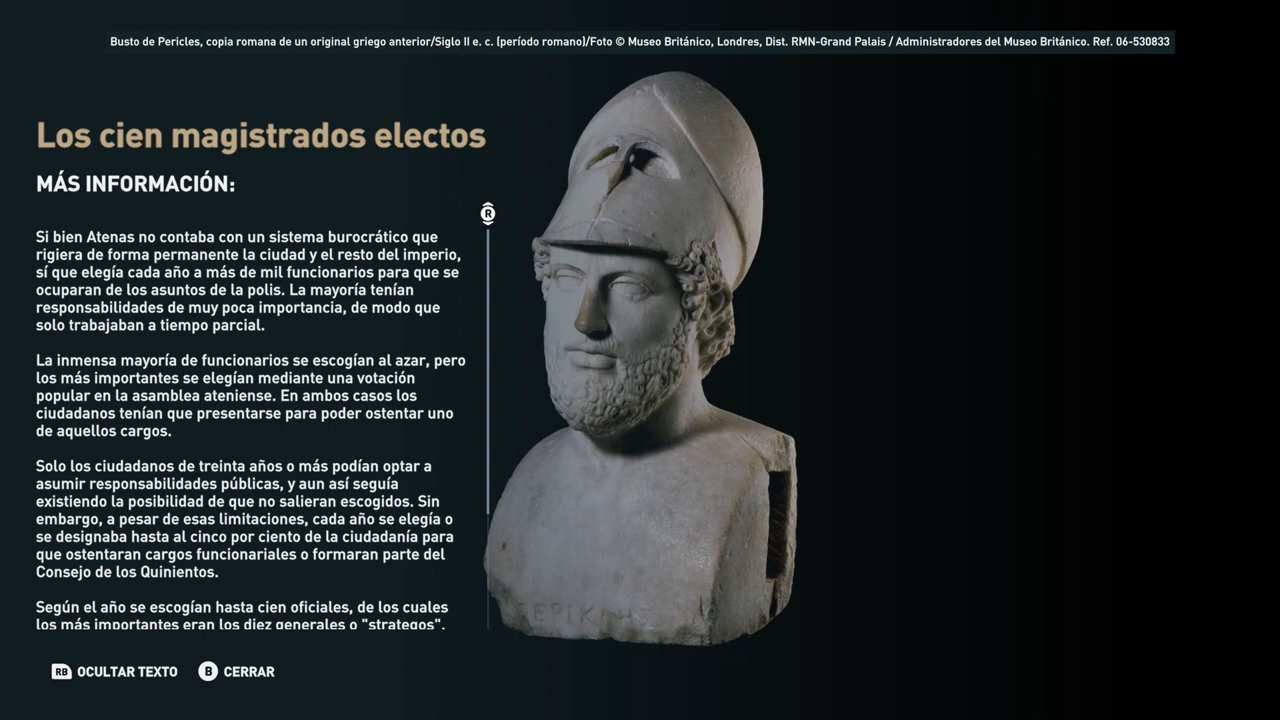 Busto de Pericles, copia romana de un original griego anterior/Siglo II e. c. (período romano)/Foto © Museo Británico, Londres, Dist. RMN-Grand Palais / Administradores del Museo Británico. Ref. 06-530833
Los cien magistrados electos
MÁS INFORMACIÓN:
R
Si bien Atenas no contaba con un sistema burocrático que
rigiera de forma permanente la ciudad y el resto del imperio,
sí que elegía cada año a más de mil funcionarios para que se
ocuparan de los asuntos de la polis. La mayoría tenían
responsabilidades de muy poca importancia, de modo que
solo trabajaban a tiempo parcial.
La inmensa mayoría de funcionarios se escogían al azar, pero
los más importantes se elegían mediante una votación
popular en la asamblea ateniense. En ambos casos los
ciudadanos tenían que presentarse para poder ostentar uno
de aquellos cargos.
Solo los ciudadanos de treinta años o más podían optar a
asumir responsabilidades públicas, y aun así seguía
existiendo la posibilidad de que no salieran escogidos. Sin
embargo, a pesar de esas limitaciones, cada año se elegía o
se designaba hasta al cinco por ciento de la ciudadanía para
que ostentaran cargos funcionariales o formaran parte del
Consejo de los Quinientos.
Según el año se escogían hasta cien oficiales, de los cuales
los más importantes eran los diez generales o "strategos".
RB OCULTAR TEXTO B CERRAR